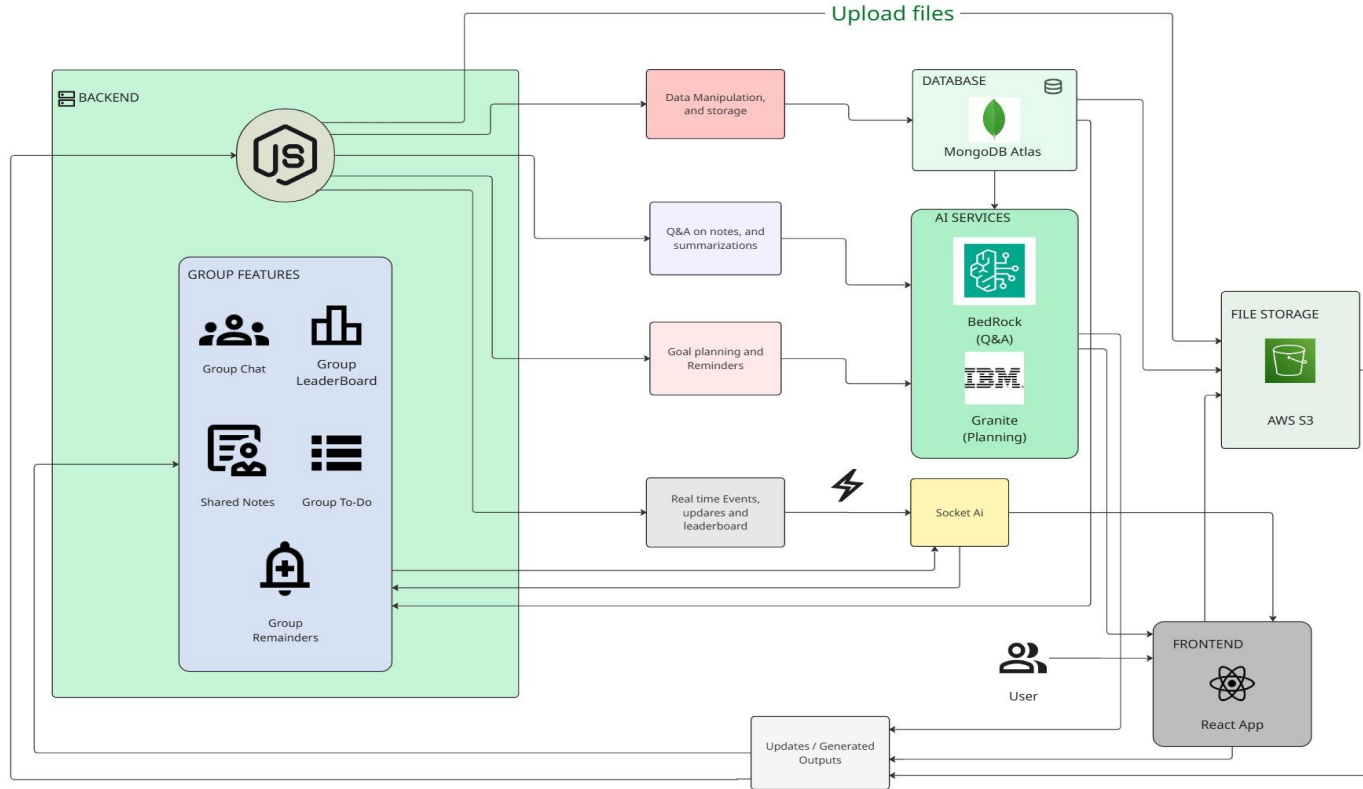 Upload files
BACKEND
JS
GROUP FEATURES
Group Chat
Group
LeaderBoard
Shared Notes
Group To-Do
Group
Remainders
Data Manipulation,
and storage
Q&A on notes, and
summarizations
Goal planning and
Reminders
Real time Events,
updares and
leaderboard
DATABASE
MongoDB Atlas
AI SERVICES
BedRock
(Q&A)
IBM.
Granite
(Planning)
Socket Ai
FILE STORAGE
AWS S3
User
FRONTEND
React App
Updates / Generated
Outputs